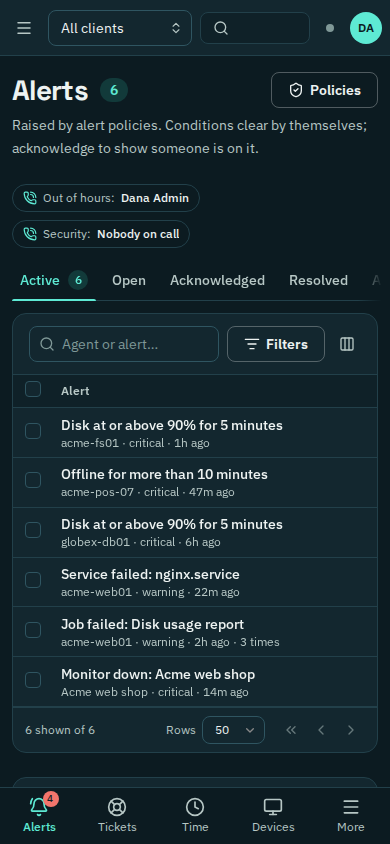 All clients
DA
Alerts 6
Policies
Raised by alert policies. Conditions clear by themselves;
acknowledge to show someone is on it.
Out of hours: Dana Admin
Security: Nobody on call
Active 6 Open Acknowledged Resolved A
Agent or alert...
Filters
Alert
Disk at or above 90% for 5 minutes
acme-fs01 · critical · 1h ago
Offline for more than 10 minutes
acme-pos-07 · critical · 47m ago
Disk at or above 90% for 5 minutes
globex-db01 · critical · 6h ago
Service failed: nginx.service
acme-web01 · warning · 22m ago
Job failed: Disk usage report
acme-web01 · warning · 2h ago · 3 times
Monitor down: Acme web shop
Acme web shop · critical · 14m ago
6 shown of 6
Rows 50
4
Alerts Tickets Time Devices More